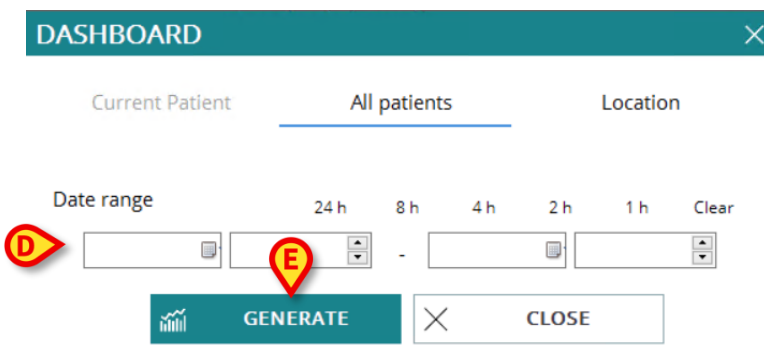 DASHBOARD
Current Patient All patients Location
Date range 24 h 8 h 4 h 2 h 1 h Clear
D -
E
GENERATE CLOSE